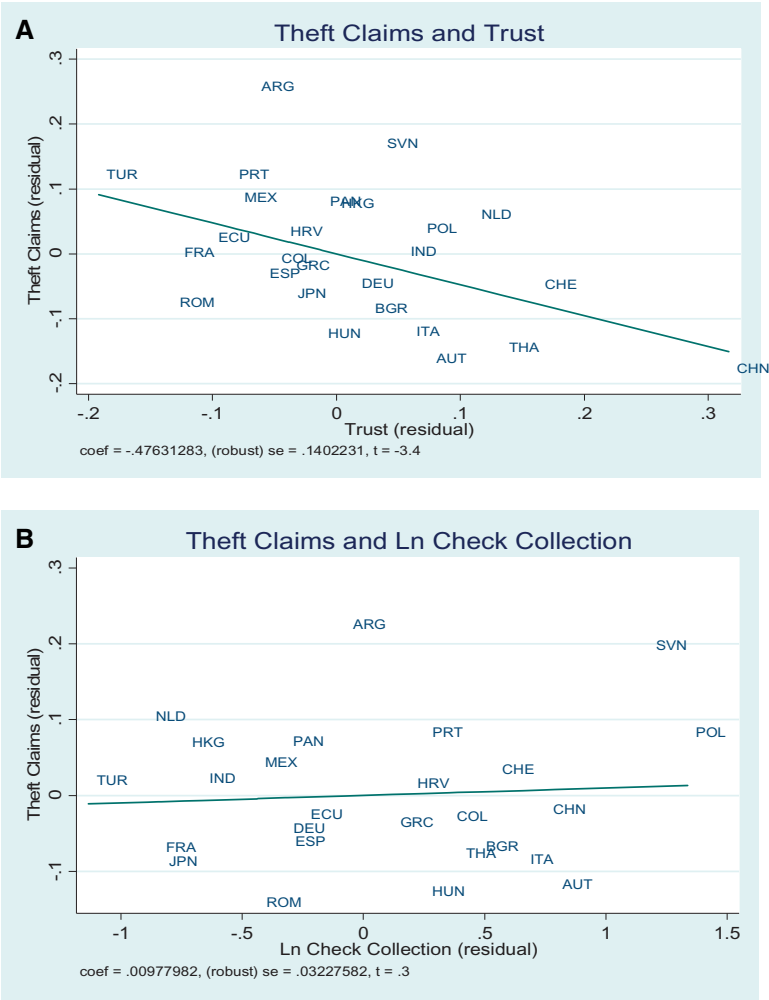 A
Theft Claims and Trust
Theft Claims (residual)
.3
.2
.1
0
-.1
-.2
ARG
SVN
TUR
PRT
MEX
PAN
HKG
NLD
POL
HRV
ECU
FRA
IND
COL
GRC
ESP
DEU
CHE
JPN
ROM
BGR
HUN
ITA
THA
AUT
CHN
-.2
-.1
0
.1
.2
.3
Trust (residual)
coef = -.47631283, (robust) se = .1402231, t = -3.4
B
Theft Claims and Ln Check Collection
Theft Claims (residual)
.3
.2
.1
0
-.1
ARG
SVN
NLD
POL
PRT
HKG
PAN
MEX
CHE
TUR
IND
HRV
CHN
ECU
COL
GRC
DEU
ESP
FRA
BGR
THA
JPN
ITA
AUT
HUN
ROM
-1
-.5
0
.5
1
1.5
Ln Check Collection (residual)
coef = .00977982, (robust) se = .03227582, t = .3